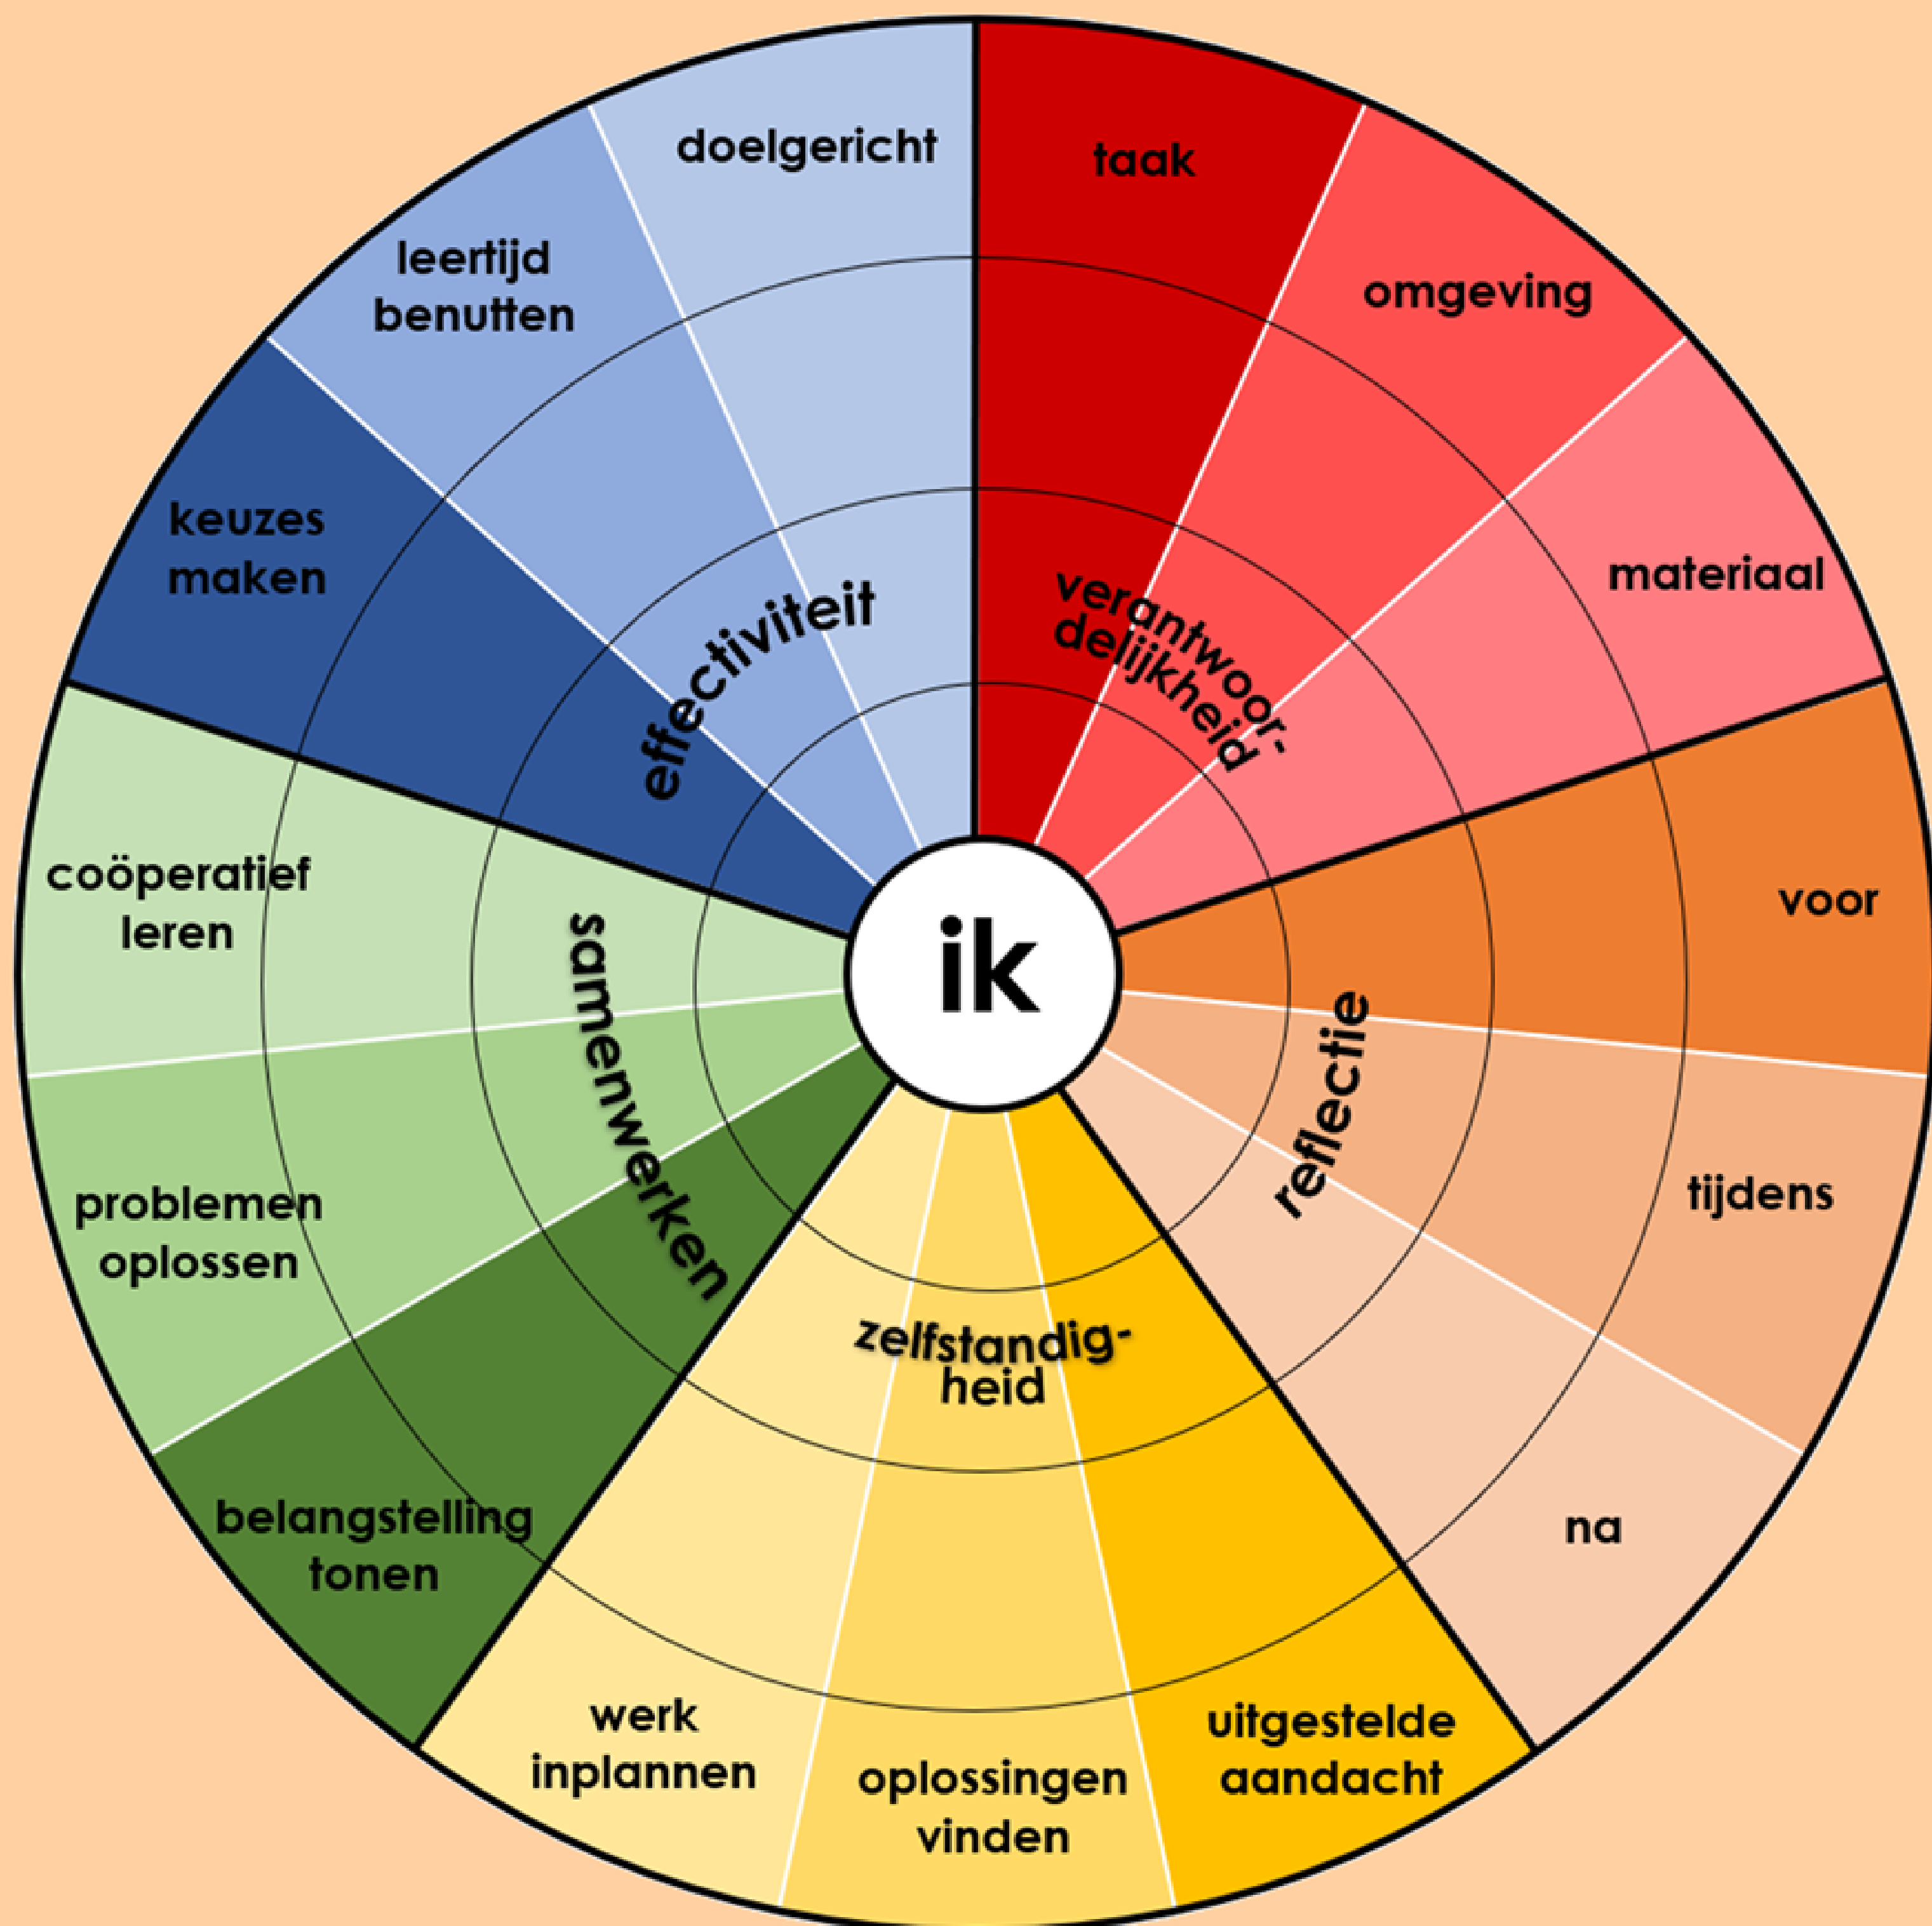 doelgericht
taak
leertijd
benutten
omgeving
keuzes
maken
materiaal
effectiviteit
verantwoor-
delijkheid
coöperatief
leren
voor
ik
samenwerken
reflectie
problemen
oplossen
tijdens
zelfstandig-
heid
belangstelling
tonen
na
werk
inplannen
oplossingen
vinden
uitgestelde
aandacht